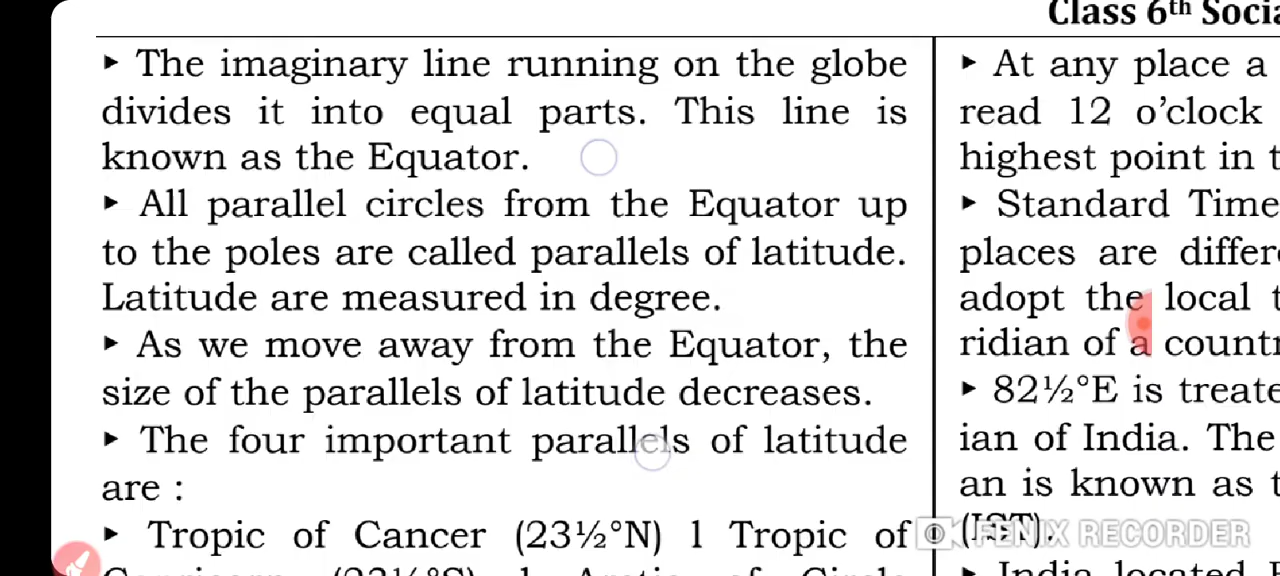 Class 6th Socia
‣ The imaginary line running on the globe
divides it into equal parts. This line is
known as the Equator.
‣ All parallel circles from the Equator up
to the poles are called parallels of latitude.
Latitude are measured in degree.
‣ As we move away from the Equator, the
size of the parallels of latitude decreases.
‣ The four important parallels of latitude
are :
‣ Tropic of Cancer (23½°N) l Tropic of
‣ At any place a
read 12 o’clock
highest point in t
‣ Standard Time
places are differe
adopt the local t
ridian of a countr
‣ 82½°E is treate
ian of India. The
an is known as t
(IST).
‣ India located
FENIX RECORDER